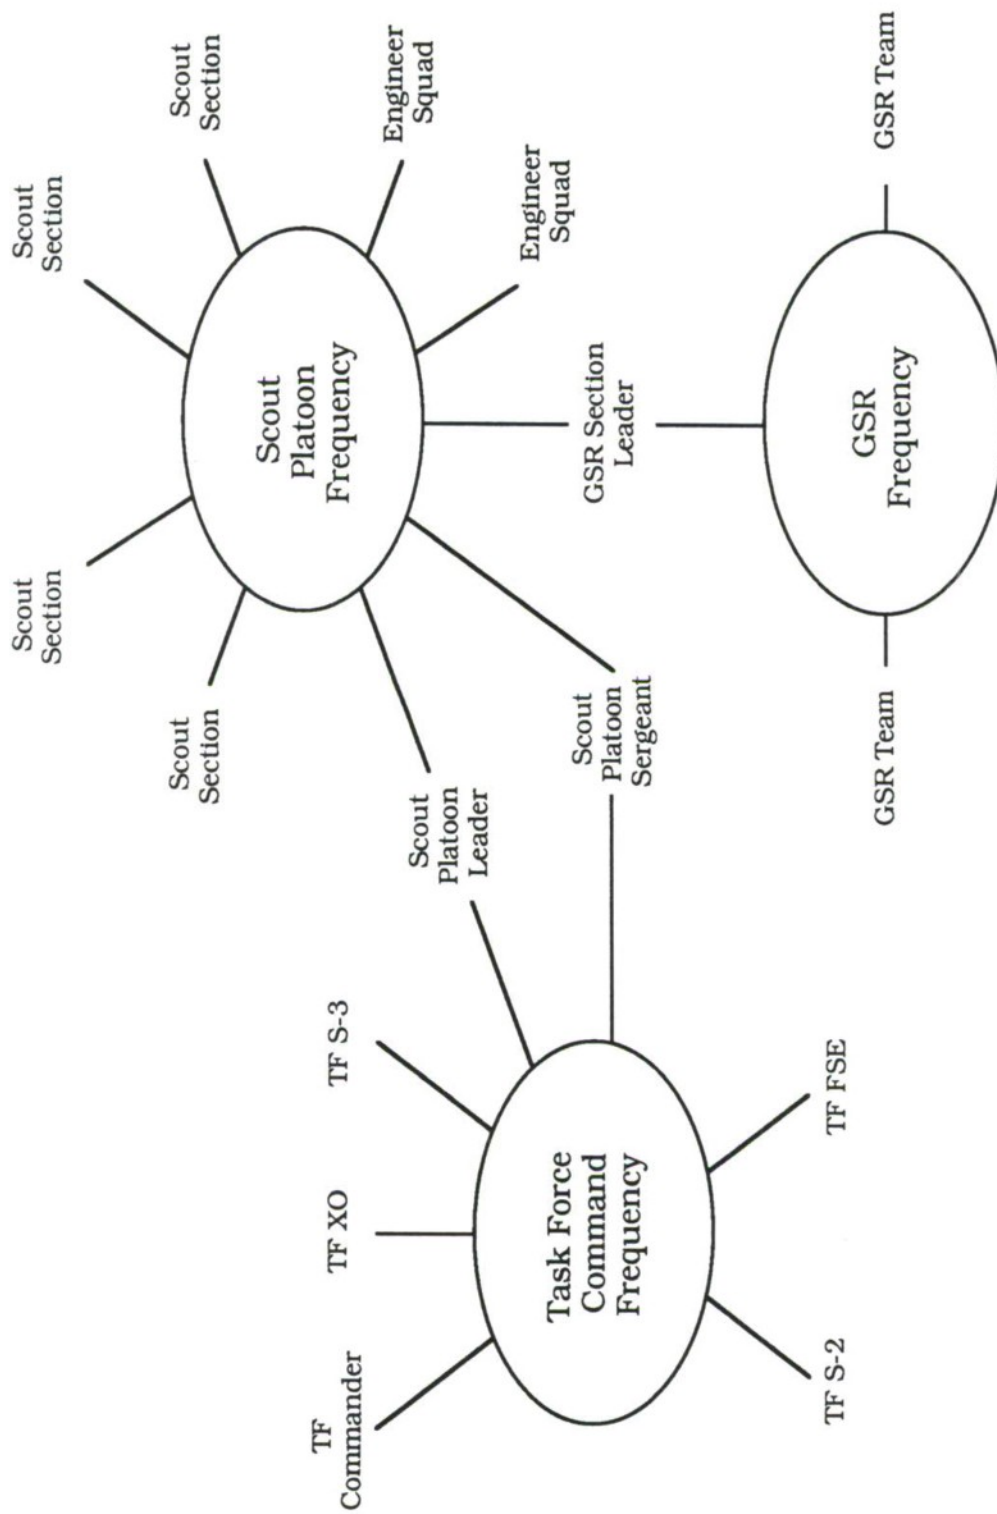 Scout
Section
Scout
Section
Scout
Section
Scout
Section
Scout
Platoon
Frequency
Engineer
Squad
Engineer
Squad
Scout
Platoon
Leader
Scout
Platoon
Sergeant
GSR Section
Leader
TF
Commander
TF XO
TF S-3
Task Force
Command
Frequency
TF S-2
TF FSE
GSR Team
GSR
Frequency
GSR Team